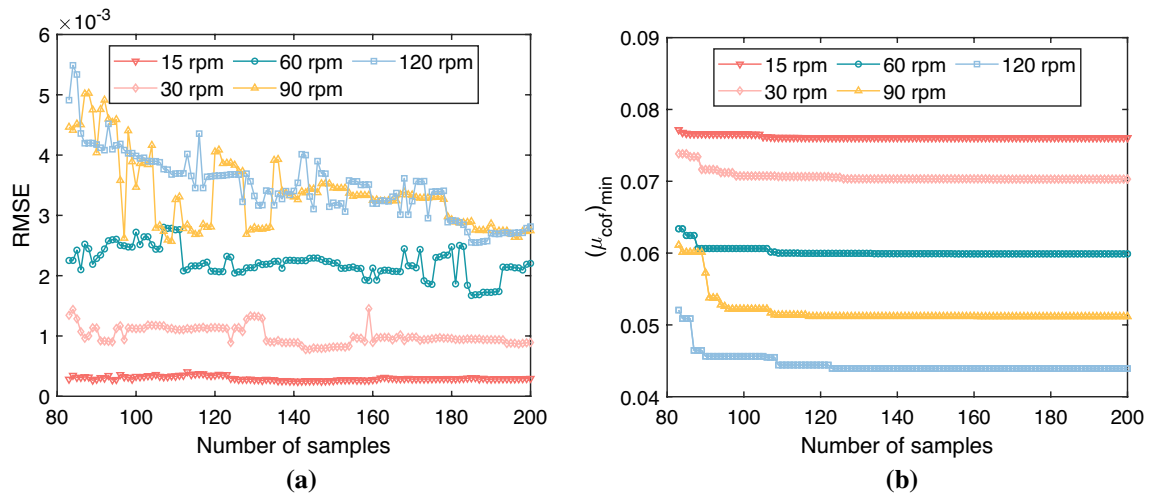 ×10⁻³
6
5
4
3
2
1
0
RMSE
15 rpm 60 rpm 120 rpm
30 rpm 90 rpm
80 100 120 140 160 180 200
Number of samples
(a)
0.09
0.08
0.07
0.06
0.05
0.04
(μcof)min
15 rpm 60 rpm 120 rpm
30 rpm 90 rpm
80 100 120 140 160 180 200
Number of samples
(b)